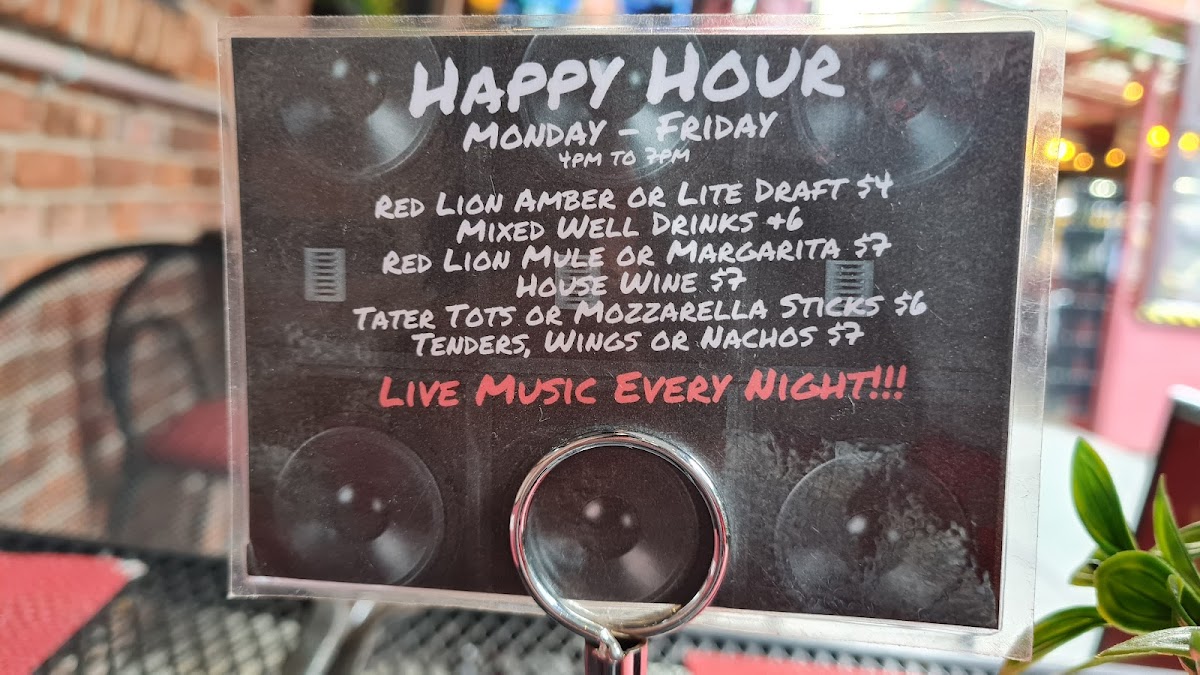 Happy Hour
Monday - Friday
4pm to 7pm
Red Lion Amber or Lite Draft $4
Mixed Well Drinks $6
Red Lion Mule or Margarita $7
House Wine $7
Tater Tots or Mozzarella Sticks $6
Tenders, Wings or Nachos $7
Live Music Every Night!!!